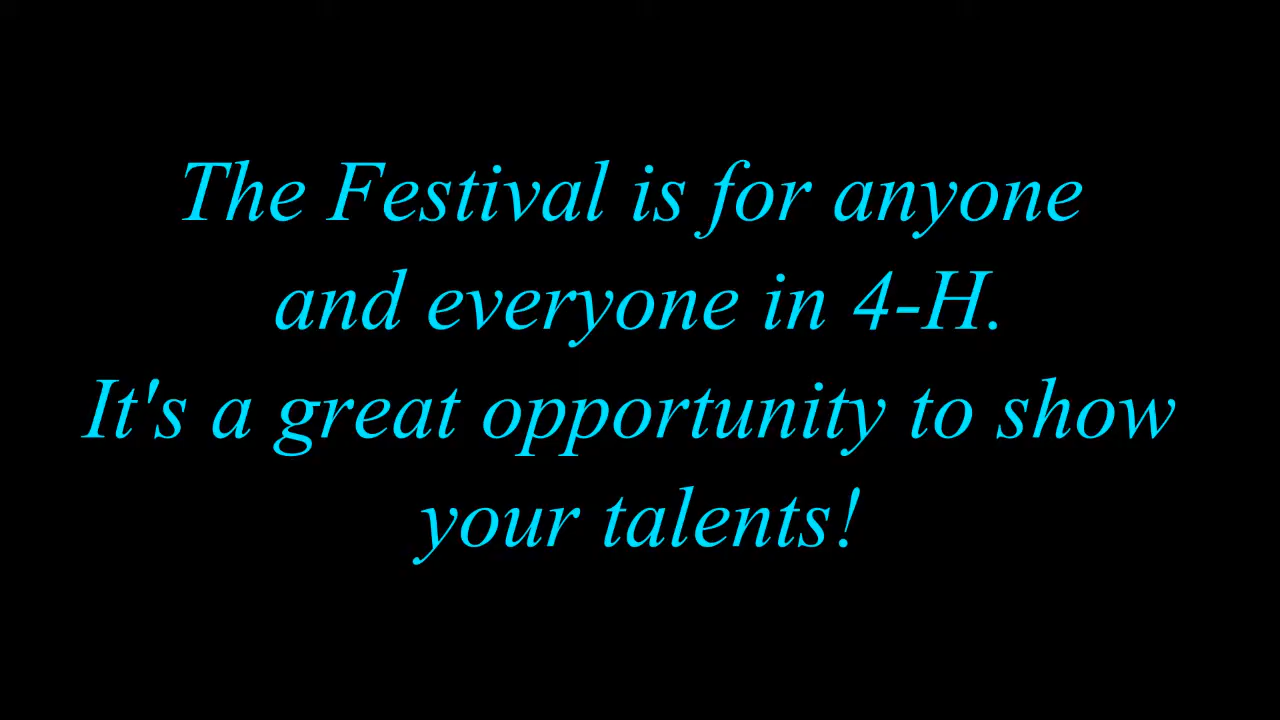 The Festival is for anyone
and everyone in 4-H.
It's a great opportunity to show
your talents!